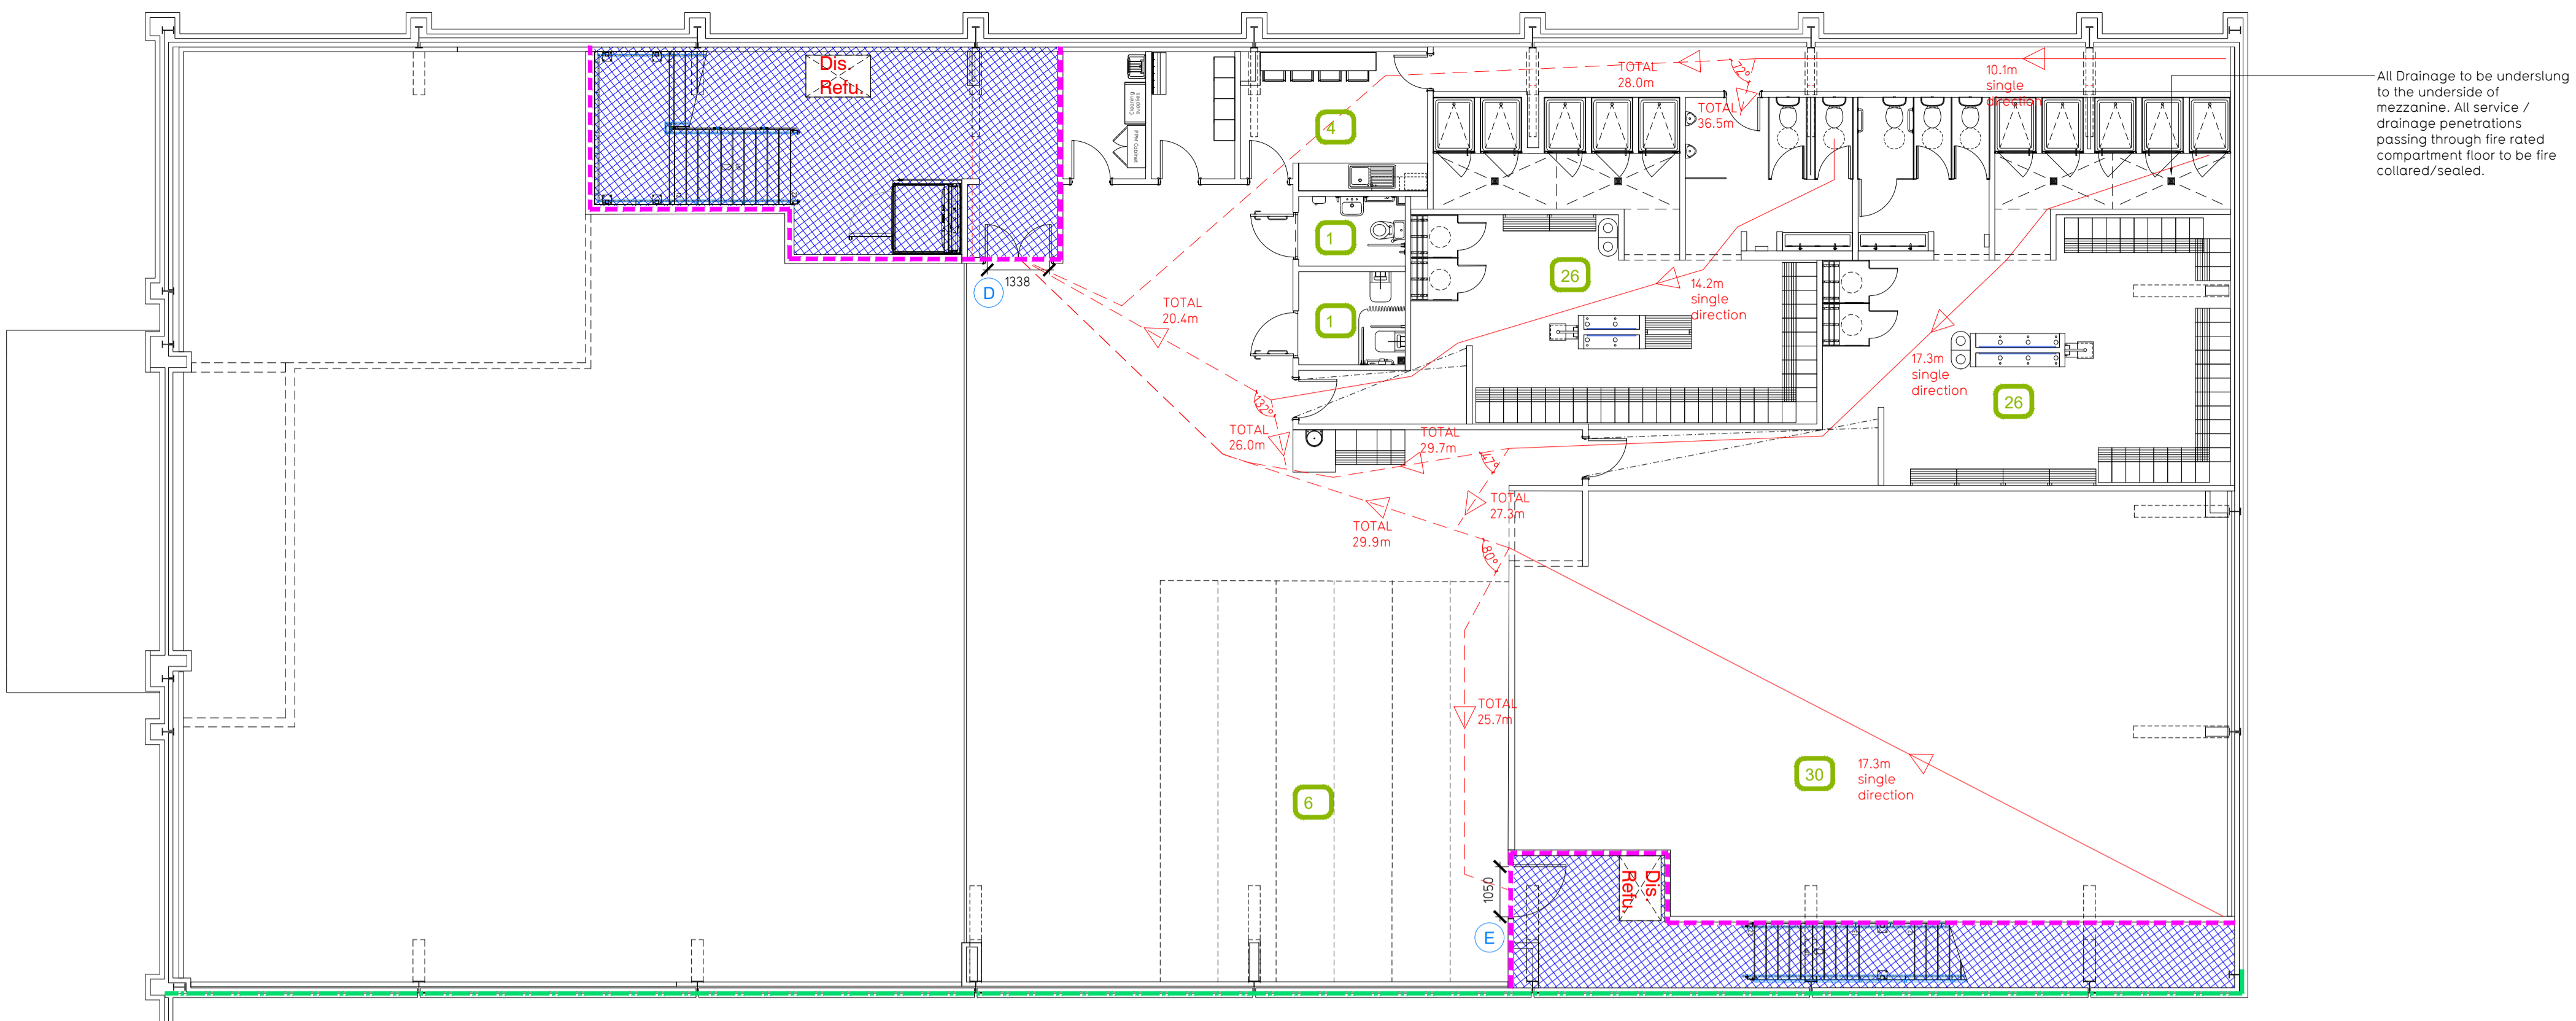 Dis.
Refu.
TOTAL
28.0m
72°
10.1m
single
direction
All Drainage to be underslung
to the underside of
mezzanine. All service /
drainage penetrations
passing through fire rated
compartment floor to be fire
collared/sealed.
TOTAL
36.5m
4
1
26
D
1338
TOTAL
20.4m
1
14.2m
single
direction
17.3m
single
direction
26
132°
TOTAL
26.0m
TOTAL
29.7m
47°
TOTAL
27.3m
TOTAL
29.9m
80°
TOTAL
25.7m
6
30
17.3m
single
direction
1050
Dis.
Refu.
E